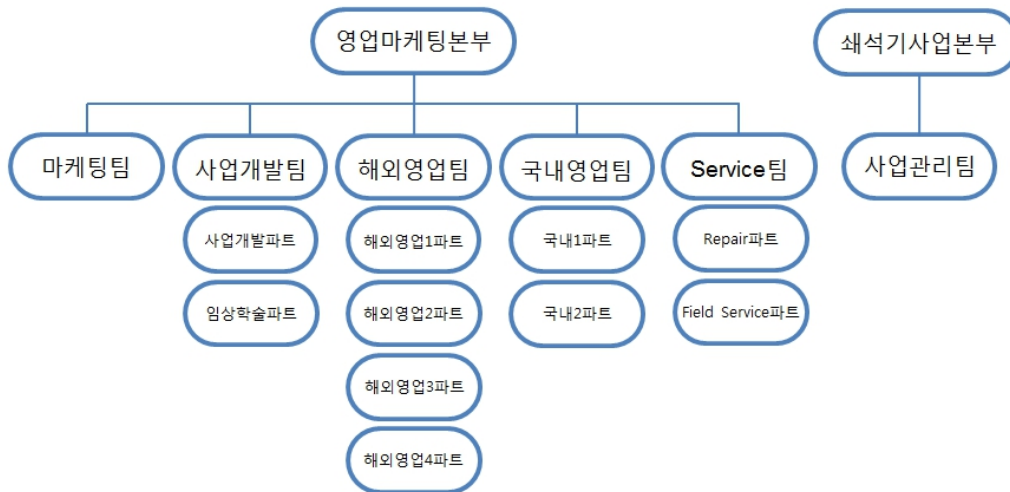 영업마케팅본부
쇄석기사업본부
마케팅팀
사업개발팀
해외영업팀
국내영업팀
Service팀
사업관리팀
사업개발파트
해외영업1파트
국내1파트
Repair파트
임상학술파트
해외영업2파트
국내2파트
Field Service파트
해외영업3파트
해외영업4파트